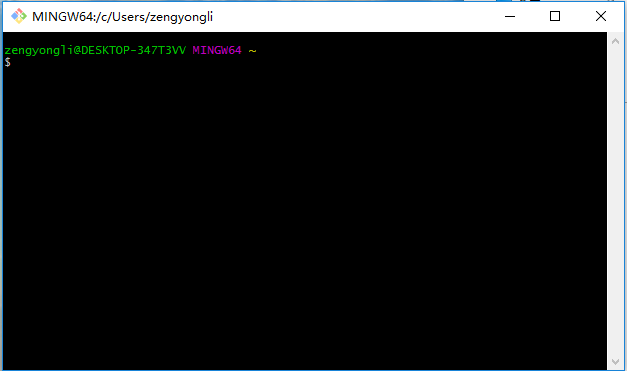 MINGW64:/c/Users/zengyongli
zengyongli@DESKTOP-347T3VV MINGW64 ~
$